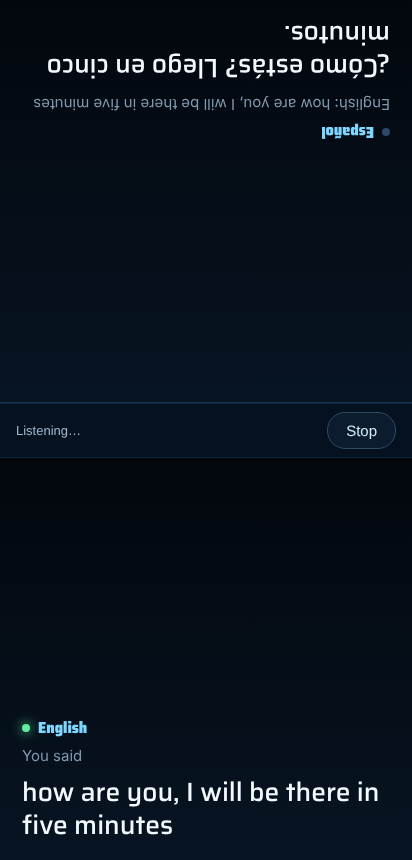 Español
English: how are you, I will be there in five minutes
¿Cómo estás? Llego en cinco
minutos.
Listening…
Stop
English
You said
how are you, I will be there in
five minutes